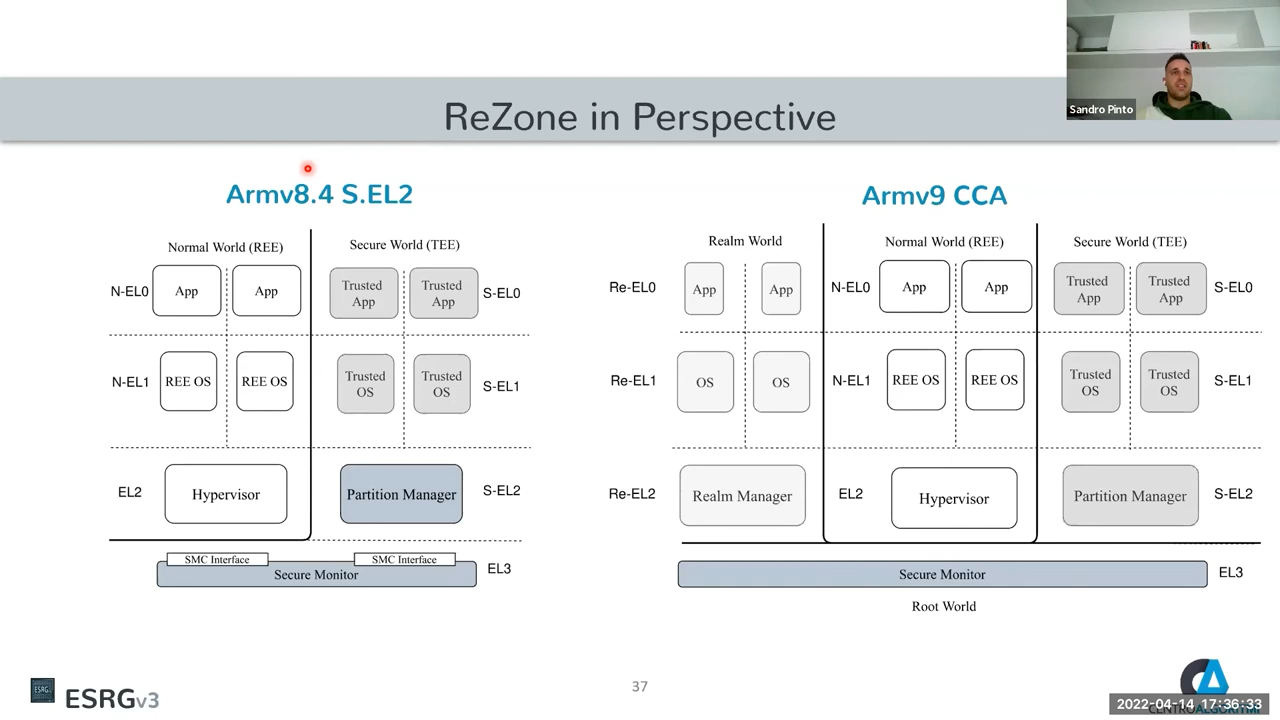 Sandro Pinto
ReZone in Perspective
Armv8.4 S.EL2
Normal World (REE)
Secure World (TEE)
N-EL0
App
App
Trusted
App
Trusted
App
S-EL0
N-EL1
REE OS
REE OS
Trusted
OS
Trusted
OS
S-EL1
EL2
Hypervisor
Partition Manager
S-EL2
SMC Interface
SMC Interface
Secure Monitor
EL3
Armv9 CCA
Realm World
Normal World (REE)
Secure World (TEE)
Re-EL0
App
App
N-EL0
App
App
Trusted
App
Trusted
App
S-EL0
Re-EL1
OS
OS
N-EL1
REE OS
REE OS
Trusted
OS
Trusted
OS
S-EL1
Re-EL2
Realm Manager
EL2
Hypervisor
Partition Manager
S-EL2
Secure Monitor
EL3
Root World
ESRG
ESRGv3
37
2022-04-14 17:36:33